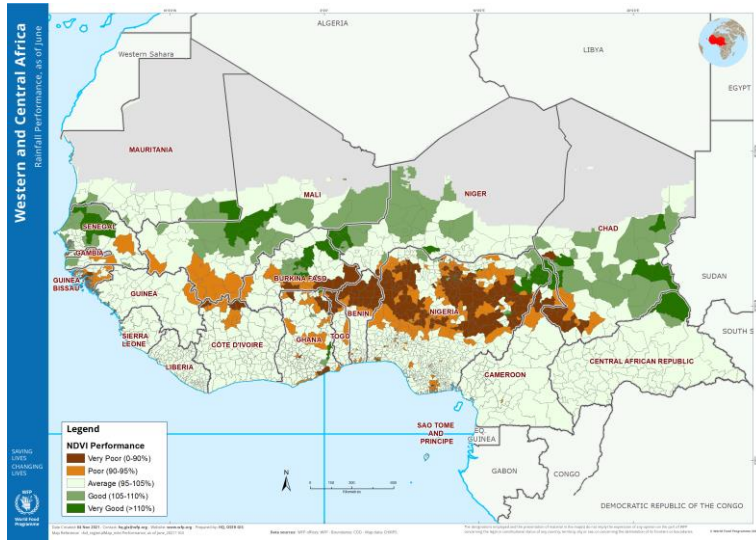 Western and Central Africa
Rainfall Performance, as of June
ALGERIA
LIBYA
EGYPT
Western Sahara
MAURITANIA
MALI
NIGER
CHAD
SUDAN
SENEGAL
GAMBIA
GUINEA
BISSAU
GUINEA
BURKINA FASO
BENIN
NIGERIA
SOUTH S
SIERRA
LEONE
CÔTE D'IVOIRE
GHANA
TOGO
LIBERIA
CAMEROON
CENTRAL AFRICAN REPUBLIC
SAO TOME
AND
PRINCIPE
EQ.
GUINEA
GABON
CONGO
DEMOCRATIC REPUBLIC OF THE CONGO
Legend
NDVI Performance
Very Poor (0-90%)
Poor (90-95%)
Average (95-105%)
Good (105-110%)
Very Good (>110%)
N
SAVING
LIVES
CHANGING
LIVES
WFP
World Food
Programme